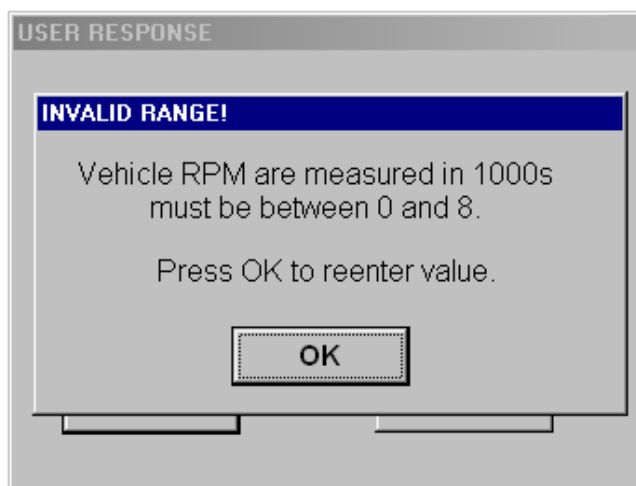 USER RESPONSE
INVALID RANGE!
Vehicle RPM are measured in 1000s
must be between 0 and 8.
Press OK to reenter value.
OK